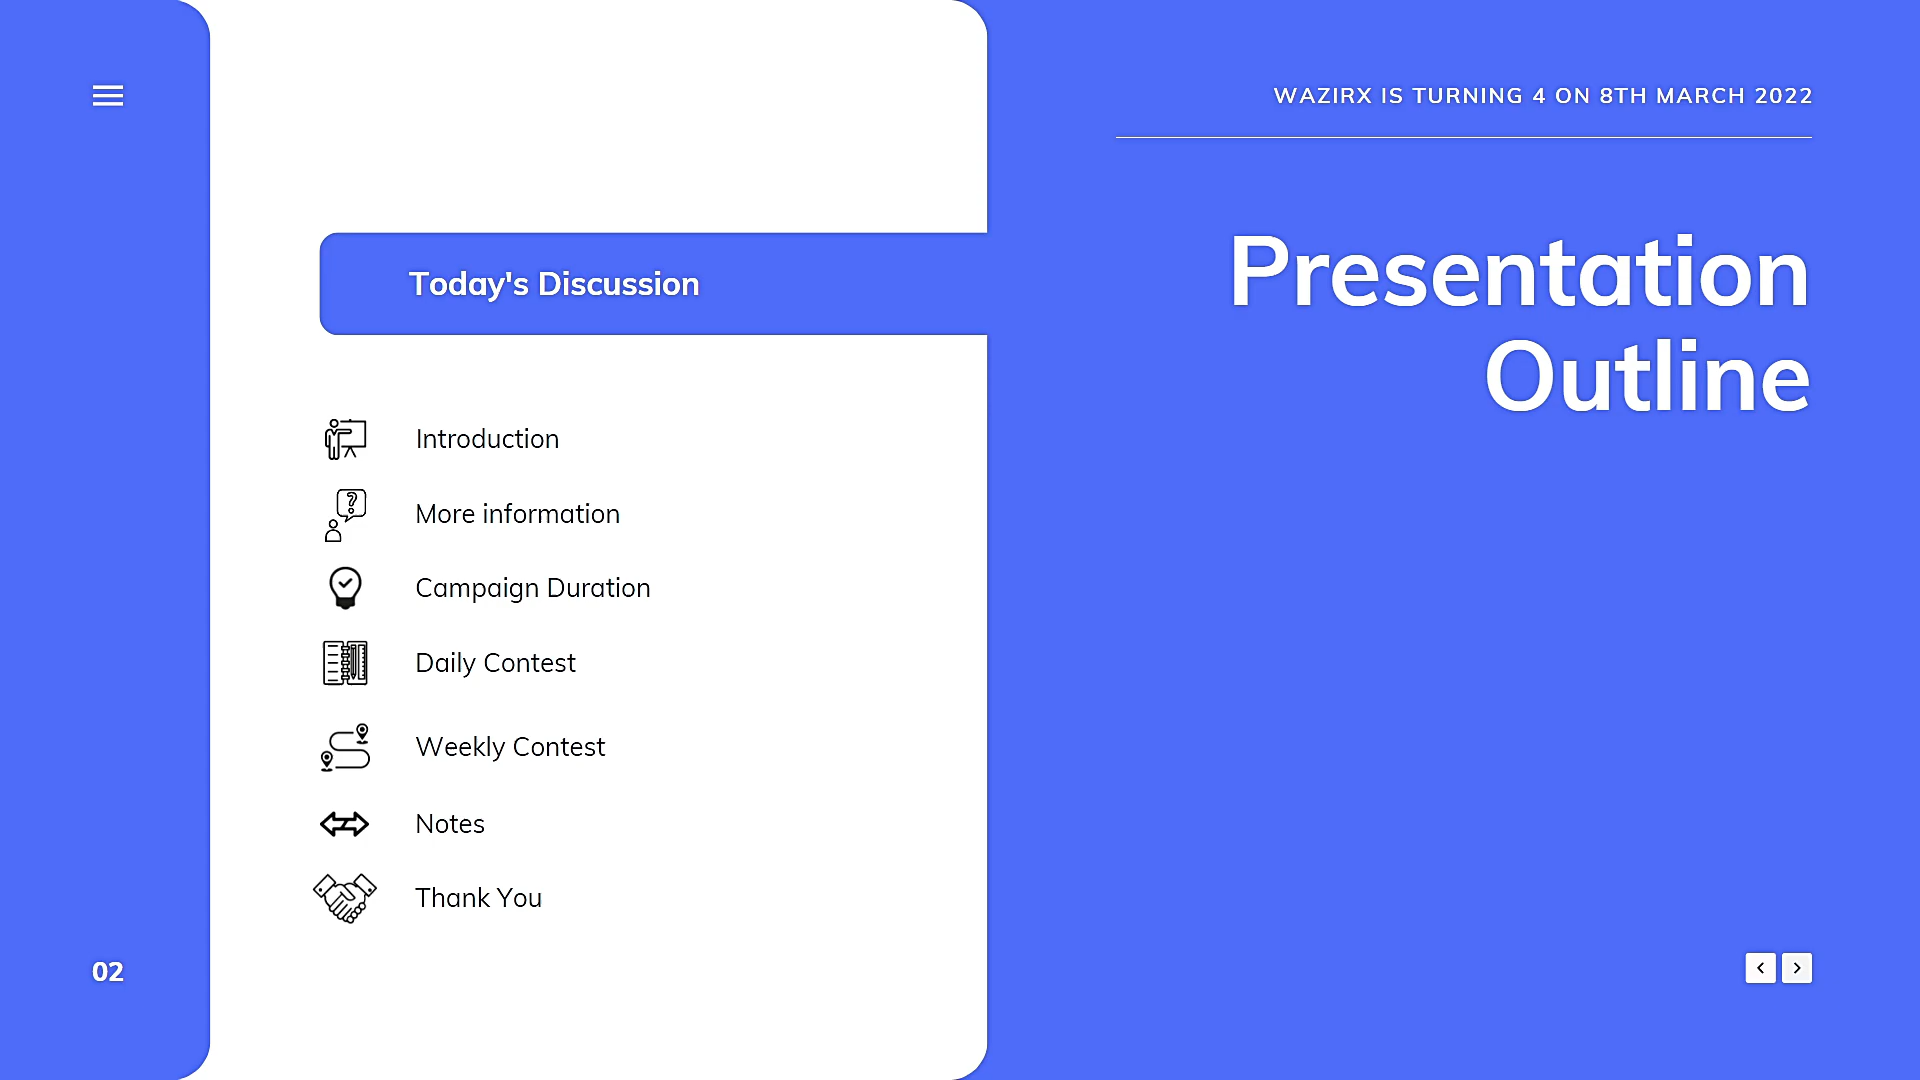 WAZIRX IS TURNING 4 ON 8TH MARCH 2022
Presentation
Outline
Today's Discussion
Introduction
?
More information
Campaign Duration
Daily Contest
Weekly Contest
Notes
Thank You
02